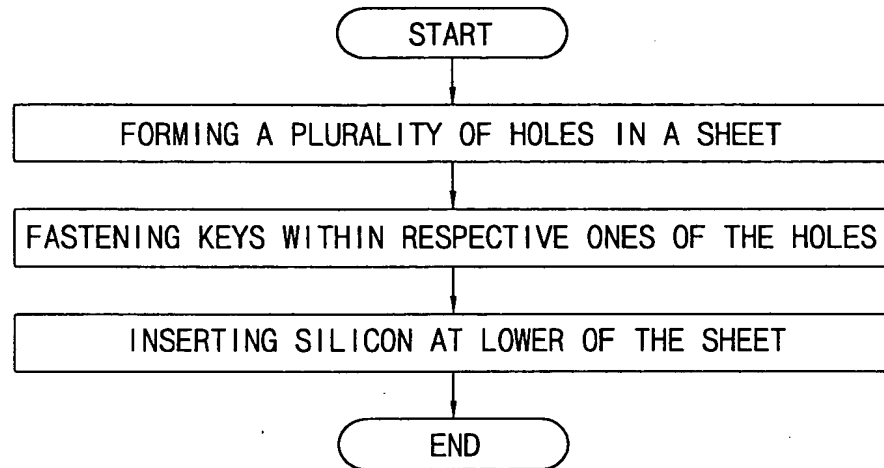 START
FORMING A PLURALITY OF HOLES IN A SHEET
FASTENING KEYS WITHIN RESPECTIVE ONES OF THE HOLES
INSERTING SILICON AT LOWER OF THE SHEET
END